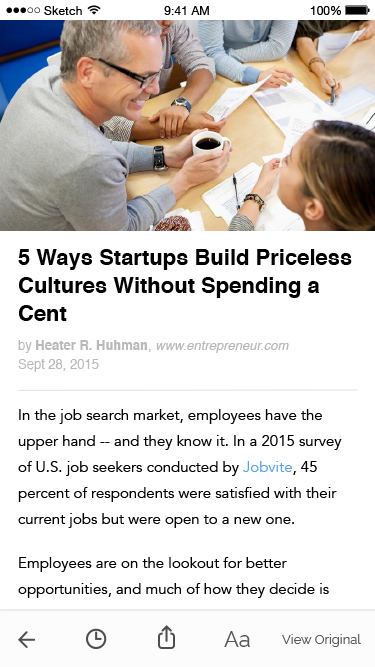 Sketch 9:41 AM 100%
5 Ways Startups Build Priceless
Cultures Without Spending a
Cent
by Heater R. Huhman, www.entrepreneur.com
Sept 28, 2015
In the job search market, employees have the
upper hand -- and they know it. In a 2015 survey
of U.S. job seekers conducted by Jobvite, 45
percent of respondents were satisfied with their
current jobs but were open to a new one.
Employees are on the lookout for better
opportunities, and much of how they decide is
Aa View Original